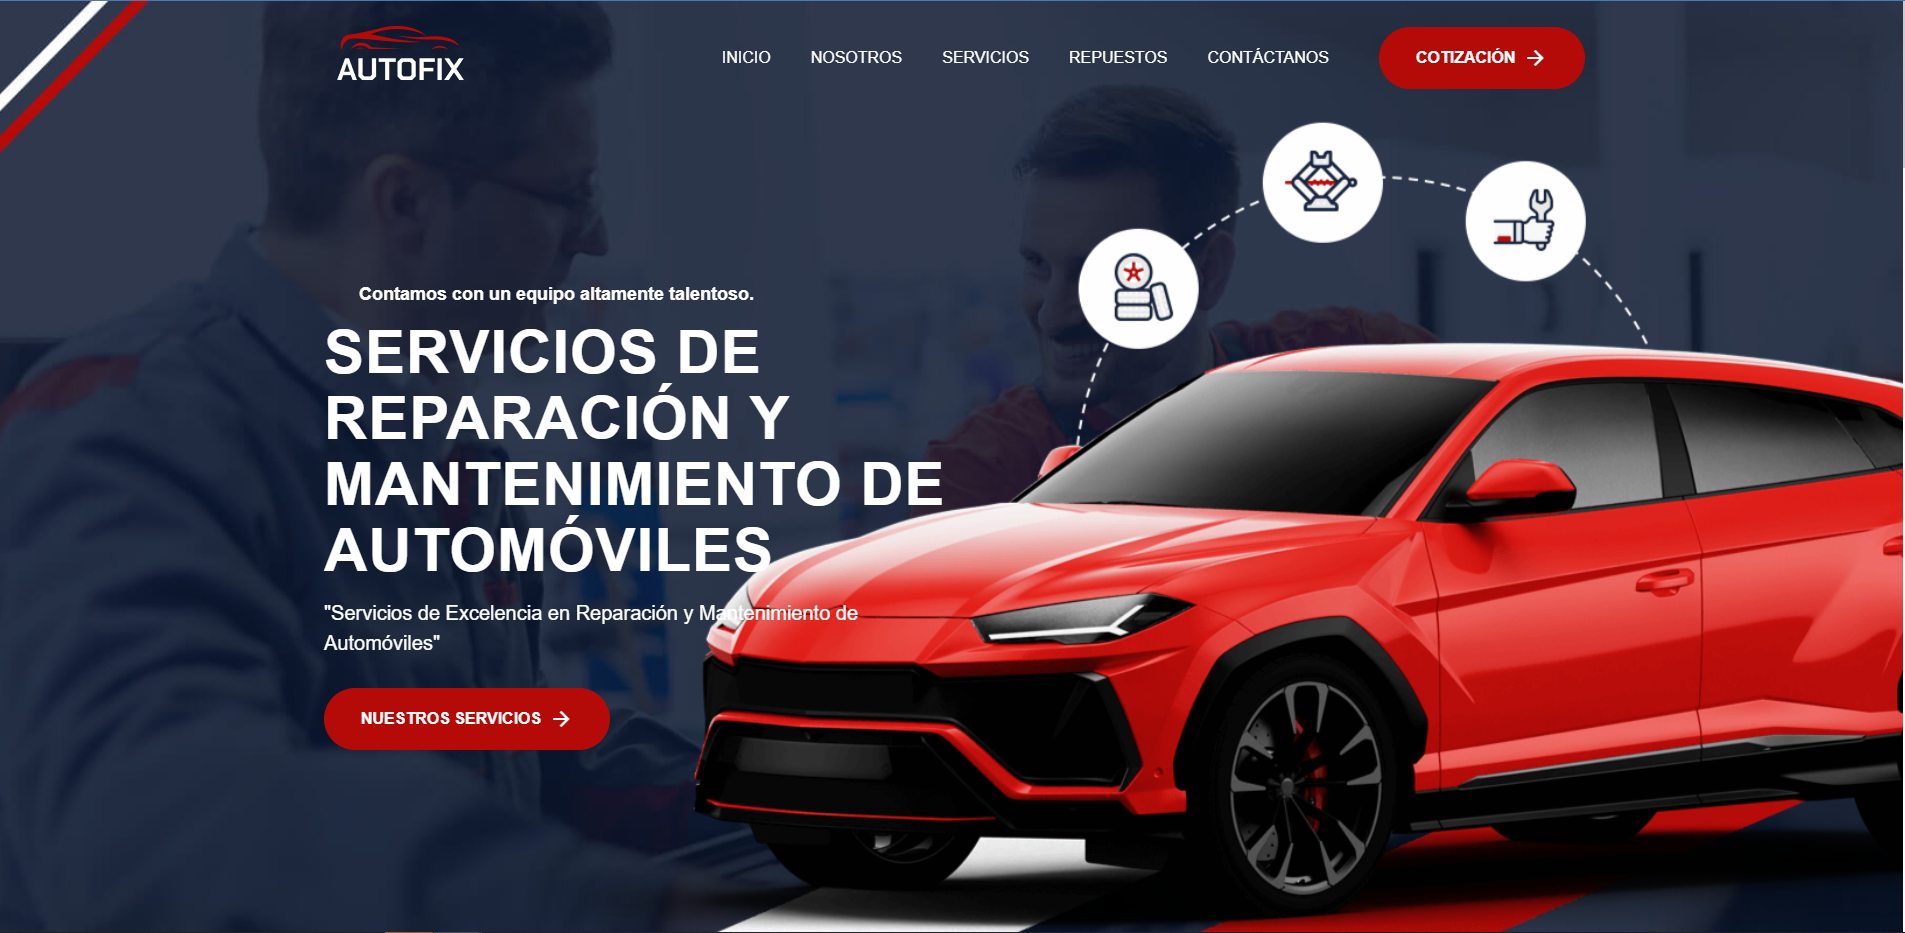 AUTOFIX
INICIO NOSOTROS SERVICIOS REPUESTOS CONTÁCTANOS COTIZACIÓN
Contamos con un equipo altamente talentoso.
SERVICIOS DE
REPARACIÓN Y
MANTENIMIENTO DE
AUTOMÓVILES
"Servicios de Excelencia en Reparación y Mantenimiento de
Automóviles"
NUESTROS SERVICIOS